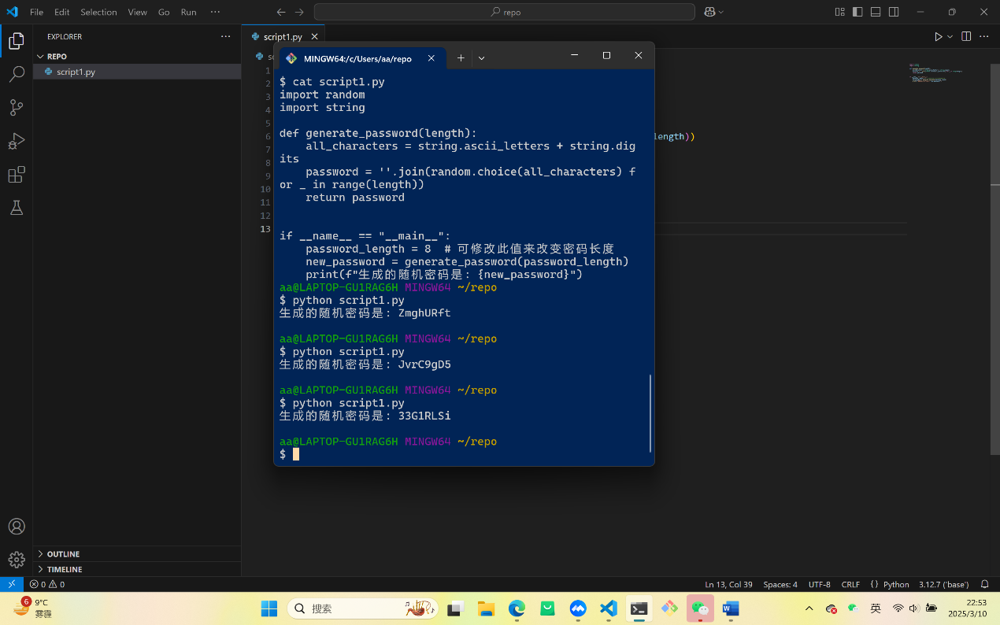 File Edit Selection View Go Run ···
repo
EXPLORER
REPO
script1.py
script1.py
MINGW64:/c/Users/aa/repo
1
2
3
4
5
6
7
8
9
10
11
12
13
length))
$ cat script1.py
import random
import string
def generate_password(length):
all_characters = string.ascii_letters + string.dig
its
password = ''.join(random.choice(all_characters) f
or _ in range(length))
return password
if __name__ == "__main__":
password_length = 8 # 可修改此值来改变密码长度
new_password = generate_password(password_length)
print(f"生成的随机密码是: {new_password}")
aa@LAPTOP-GU1RAG6H MINGW64 ~/repo
$ python script1.py
生成的随机密码是: ZmghURft
aa@LAPTOP-GU1RAG6H MINGW64 ~/repo
$ python script1.py
生成的随机密码是: JvrC9gD5
aa@LAPTOP-GU1RAG6H MINGW64 ~/repo
$ python script1.py
生成的随机密码是: 33G1RLSi
aa@LAPTOP-GU1RAG6H MINGW64 ~/repo
$
OUTLINE
TIMELINE
0 0
Ln 13, Col 39 Spaces: 4 UTF-8 CRLF {} Python 3.12.7 ('base')
6
9°C
雾霾
搜索
英
22:53
2025/3/10